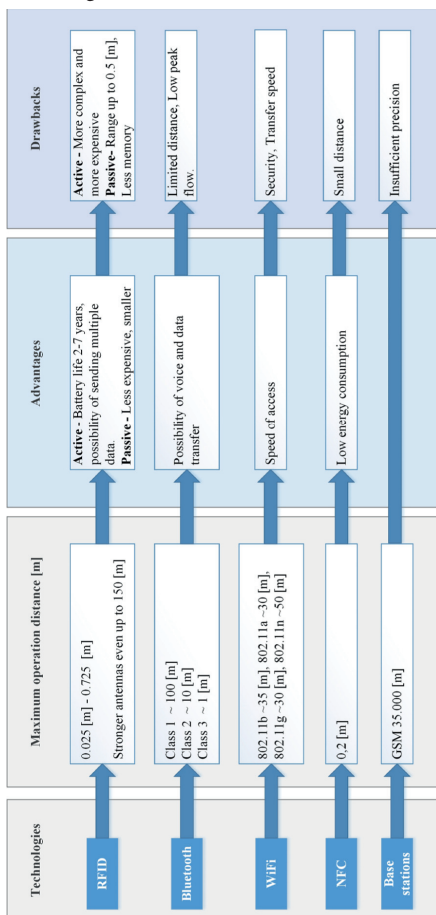 Technologies
Maximum operation distance [m]
Advantages
Drawbacks
RFID
0.025 [m] - 0.725 [m]
Stronger antennas even up to 150 [m]
Active - Battery life 2-7 years,
possibility of sending multiple
data.
Passive - Less expensive, smaller
Active - More complex and
more expensive
Passive- Range up to 0.5 [m],
Less memory
Bluetooth
Class 1 ~ 100 [m]
Class 2 ~ 10 [m]
Class 3 ~ 1 [m]
Possibility of voice and data
transfer
Limited distance, Low peak
flow.
WiFi
802.11b ~35 [m], 802.11a ~30 [m],
802.11g ~30 [m], 802.11n ~50 [m]
Speed of access
Security, Transfer speed
NFC
0,2 [m]
Low energy consumption
Small distance
Base
stations
GSM 35.000 [m]
Insufficient precision